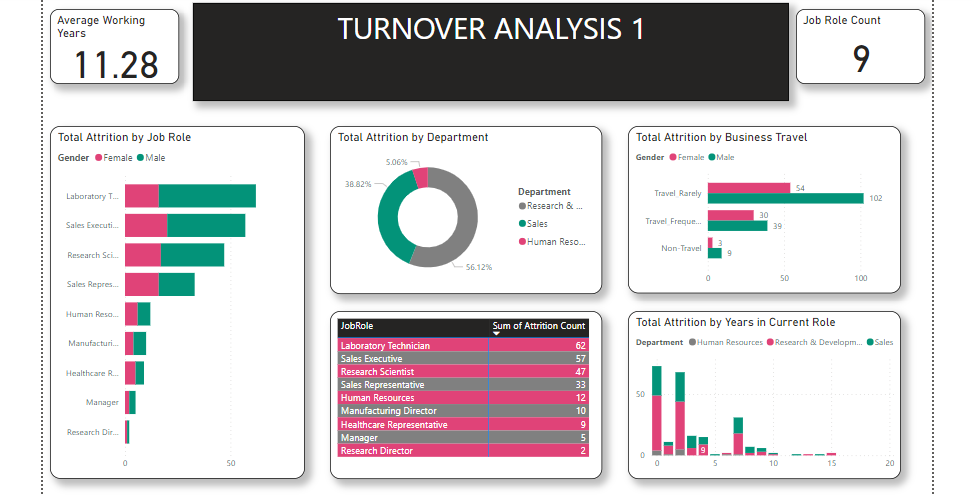 Average Working
Years
11.28
TURNOVER ANALYSIS 1
Job Role Count
9
Total Attrition by Job Role
Gender Female Male
Laboratory T...
Sales Executi...
Research Sci...
Sales Repres...
Human Reso...
Manufacturi...
Healthcare R...
Manager
Research Dir...
0 50
Total Attrition by Department
5.06%
38.82%
56.12%
Department
Research & ...
Sales
Human Reso...
Total Attrition by Business Travel
Gender Female Male
Travel_Rarely 54
102
Travel_Freque... 30
39
Non-Travel 3
9
0 50 100
JobRole Sum of Attrition Count
Laboratory Technician 62
Sales Executive 57
Research Scientist 47
Sales Representative 33
Human Resources 12
Manufacturing Director 10
Healthcare Representative 9
Manager 5
Research Director 2
Total Attrition by Years in Current Role
Department Human Resources Research & Developm... Sales
50
9
0
0 5 10 15 20